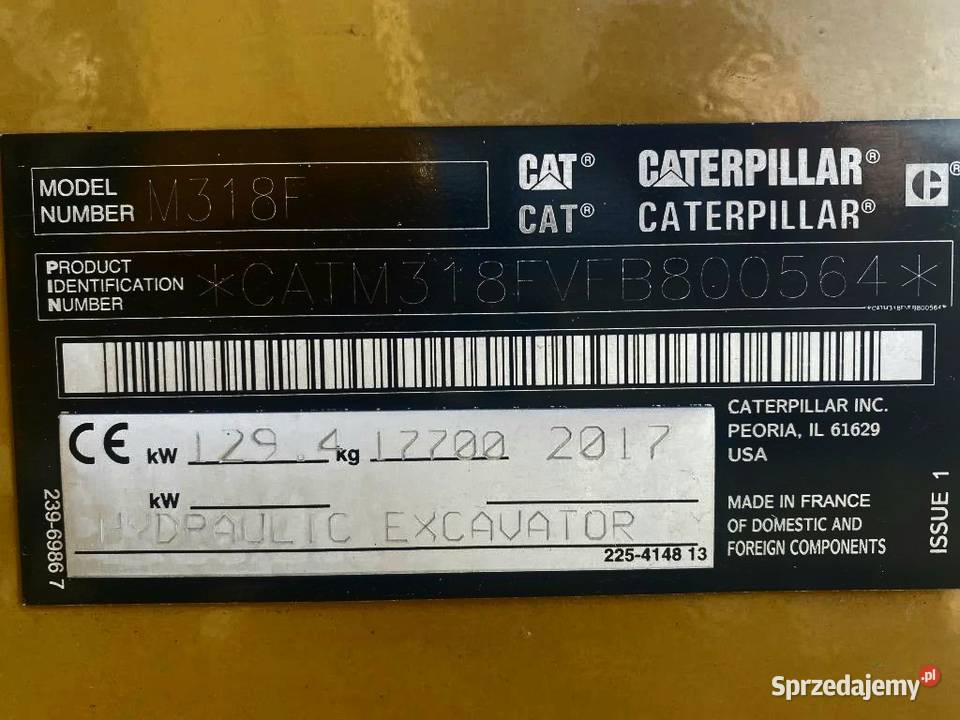 MODEL
NUMBER M318F
CAT® CATERPILLAR®
CAT® CATERPILLAR®
PRODUCT
IDENTIFICATION
NUMBER *CATM318FVFB800564*
*CATM318FVFB800564*
CE kW 129.4 kg 17700 2017
kW
HYDRAULIC EXCAVATOR
225-4148 13
CATERPILLAR INC.
PEORIA, IL 61629
USA
MADE IN FRANCE
OF DOMESTIC AND
FOREIGN COMPONENTS
239-6986 7
ISSUE 1
Sprzedajemy.pl